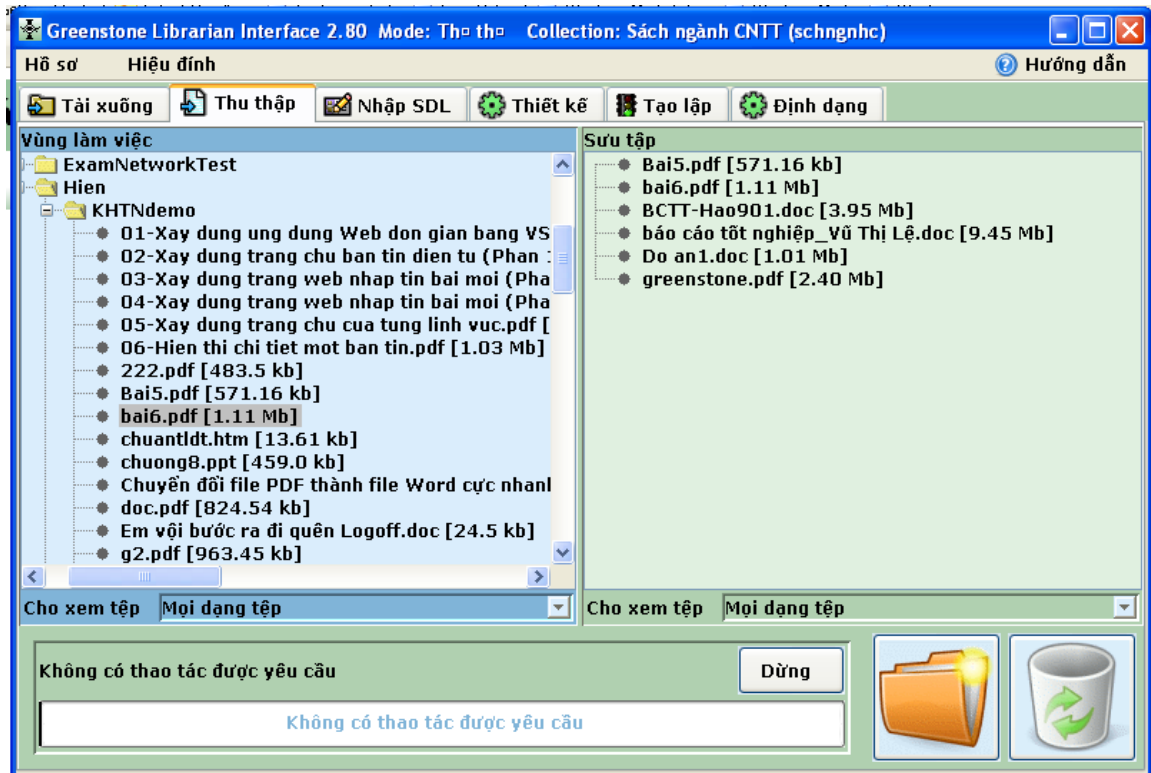 Greenstone Librarian Interface 2.80 Mode: Th¤ th¤ Collection: Sách ngành CNTT (schngnhc)
Hồ sơ Hiệu đính Hướng dẫn
Tải xuống Thu thập Nhập SDL Thiết kế Tạo lập Định dạng
Vùng làm việc
ExamNetworkTest
Hien
KHTNdemo
01-Xay dung ung dung Web don gian bang VS
02-Xay dung trang chu ban tin dien tu (Phan
03-Xay dung trang web nhap tin bai moi (Pha
04-Xay dung trang web nhap tin bai moi (Pha
05-Xay dung trang chu cua tung linh vuc.pdf [
06-Hien thi chi tiet mot ban tin.pdf [1.03 Mb]
222.pdf [483.5 kb]
Bai5.pdf [571.16 kb]
bai6.pdf [1.11 Mb]
chuantldt.htm [13.61 kb]
chuong8.ppt [459.0 kb]
Chuyển đổi file PDF thành file Word cực nhanh
doc.pdf [824.54 kb]
Em vội bước ra đi quên Logoff.doc [24.5 kb]
g2.pdf [963.45 kb]
Cho xem tệp Mọi dạng tệp
Sưu tập
Bai5.pdf [571.16 kb]
bai6.pdf [1.11 Mb]
BCTT-Hao901.doc [3.95 Mb]
báo cáo tốt nghiệp_Vũ Thị Lệ.doc [9.45 Mb]
Do an1.doc [1.01 Mb]
greenstone.pdf [2.40 Mb]
Cho xem tệp Mọi dạng tệp
Không có thao tác được yêu cầu
Dừng
Không có thao tác được yêu cầu